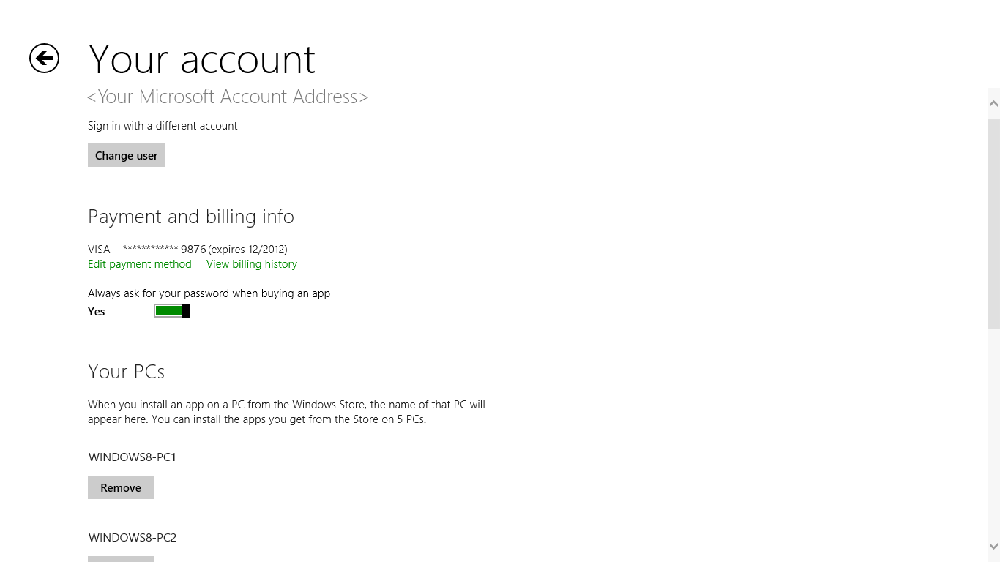 Your account
<Your Microsoft Account Address>
Sign in with a different account
Change user
Payment and billing info
VISA ************ 9876 (expires 12/2012)
Edit payment method View billing history
Always ask for your password when buying an app
Yes
Your PCs
When you install an app on a PC from the Windows Store, the name of that PC will
appear here. You can install the apps you get from the Store on 5 PCs.
WINDOWS8-PC1
Remove
WINDOWS8-PC2